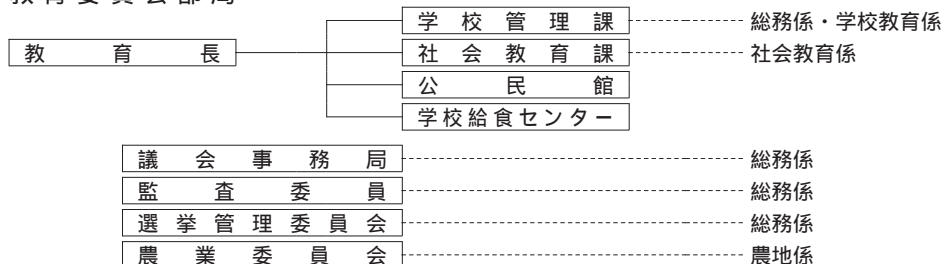 教育委員会部局
学校管理課 総務係・学校教育係
教育長 社会教育課 社会教育係
公民館
学校給食センター
議会事務局 総務係
監査委員 総務係
選挙管理委員会 総務係
農業委員会 農地係